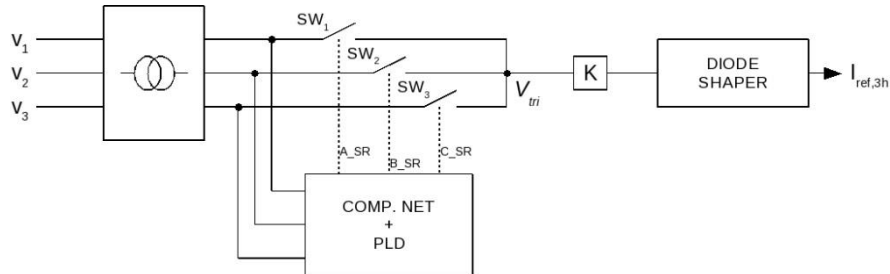 SW1
V1
SW2
V2
SW3
V3
Vtri
K
DIODE
SHAPER
Iref,3h
A_SR
B_SR
C_SR
COMP. NET
+
PLD